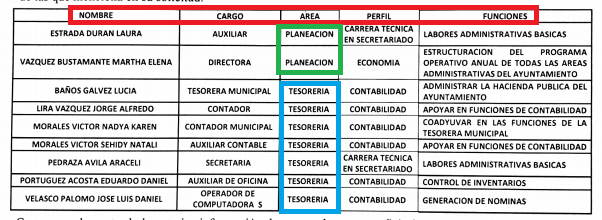 NOMBRE CARGO AREA PERFIL FUNCIONES
ESTRADA DURAN LAURA AUXILIAR PLANEACION CARRERA TECNICA EN SECRETARIADO LABORES ADMINISTRATIVAS BASICAS
VAZQUEZ BUSTAMANTE MARTHA ELENA DIRECTORA PLANEACION ECONOMIA ESTRUCTURACION DEL PROGRAMA OPERATIVO ANUAL DE TODAS LAS AREAS ADMINISTRATIVAS DEL AYUNTAMIENTO
BAÑOS GALVEZ LUCIA TESORERA MUNICIPAL TESORERIA CONTABILIDAD ADMINISTRAR LA HACIENDA PUBLICA DEL AYUNTAMIENTO
LIRA VAZQUEZ JORGE ALFREDO CONTADOR TESORERIA CONTABILIDAD APOYAR EN FUNCIONES DE CONTABILIDAD
MORALES VICTOR NADYA KAREN CONTADOR MUNICIPAL TESORERIA CONTABILIDAD COADYUVAR EN LAS FUNCIONES DE LA TESORERA MUNICIPAL
MORALES VICTOR SEHIDY NATALI AUXILIAR CONTABLE TESORERIA CONTABILIDAD APOYAR EN FUNCIONES DE CONTABILIDAD
PEDRAZA AVILA ARACELI SECRETARIA TESORERIA CARRERA TECNICA EN SECRETARIADO LABORES ADMINISTRATIVAS BASICAS
PORTUGUEZ ACOSTA EDUARDO DANIEL AUXILIAR DE OFICINA TESORERIA CONTABILIDAD CONTROL DE INVENTARIOS
VELASCO PALOMO JOSE LUIS DANIEL OPERADOR DE COMPUTADORA S TESORERIA CONTABILIDAD GENERACION DE NOMINAS